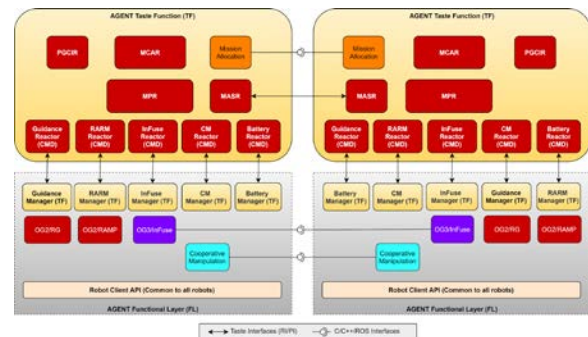 AGENT Taste Function (TF)
PGCIR
MCAR
Mission
Allocation
MPR
MASR
Guidance
Reactor
(CMD)
RARM
Reactor
(CMD)
InFuse
Reactor
(CMD)
CM
Reactor
(CMD)
Battery
Reactor
(CMD)
Guidance
Manager (TF)
RARM
Manager (TF)
InFuse
Manager (TF)
CM
Manager (TF)
Battery
Manager (TF)
OG2/RG
OG2/RAMP
OG3/InFuse
Cooperative
Manipulation
Robot Client API (Common to all robots)
AGENT Functional Layer (FL)
AGENT Taste Function (TF)
Mission
Allocation
MCAR
PGCIR
MASR
MPR
Guidance
Reactor
(CMD)
RARM
Reactor
(CMD)
InFuse
Reactor
(CMD)
CM
Reactor
(CMD)
Battery
Reactor
(CMD)
Battery
Manager (TF)
CM
Manager (TF)
InFuse
Manager (TF)
Guidance
Manager (TF)
RARM
Manager (TF)
OG3/InFuse
OG2/RG
OG2/RAMP
Cooperative
Manipulation
Robot Client API (Common to all robots)
AGENT Functional Layer (FL)
Taste Interfaces (RI/PI)
C/C++/ROS Interfaces